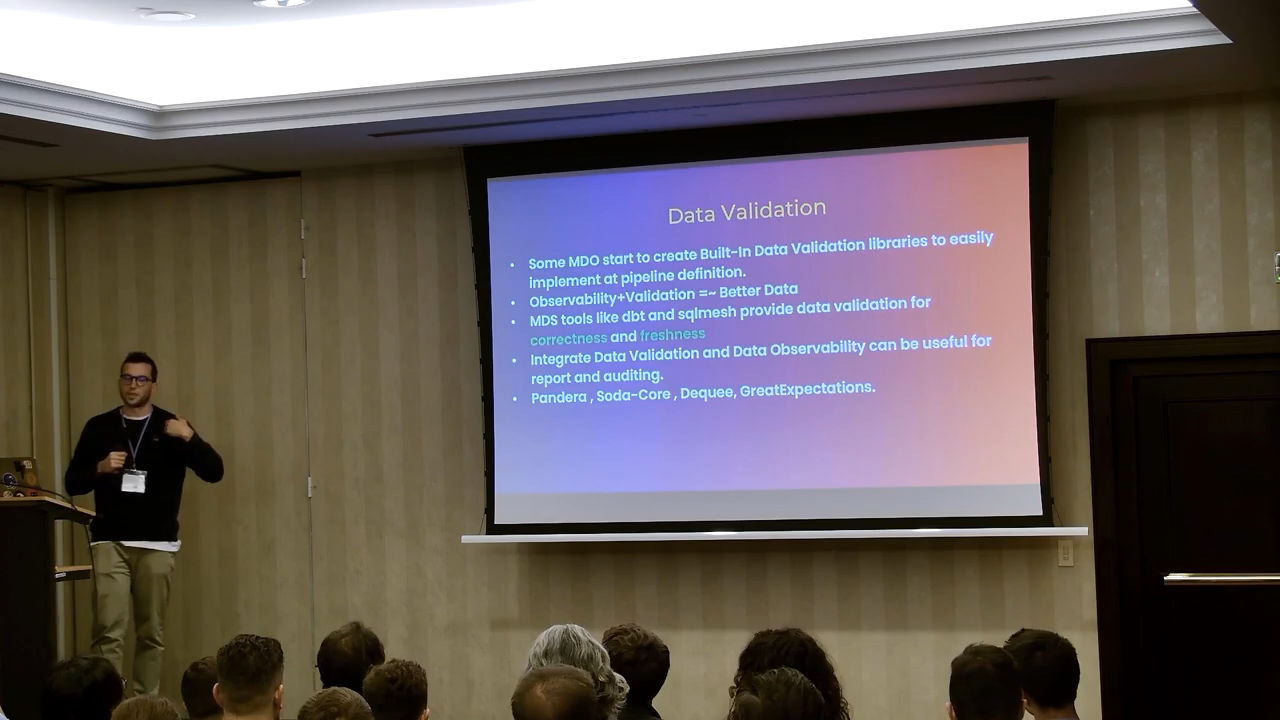 Data Validation
• Some MDO start to create Built-In Data Validation libraries to easily
implement at pipeline definition.
• Observability+Validation =~ Better Data
• MDS tools like dbt and sqlmesh provide data validation for
correctness and freshness
• Integrate Data Validation and Data Observability can be useful for
report and auditing.
• Pandera , Soda-Core , Dequee, GreatExpectations.